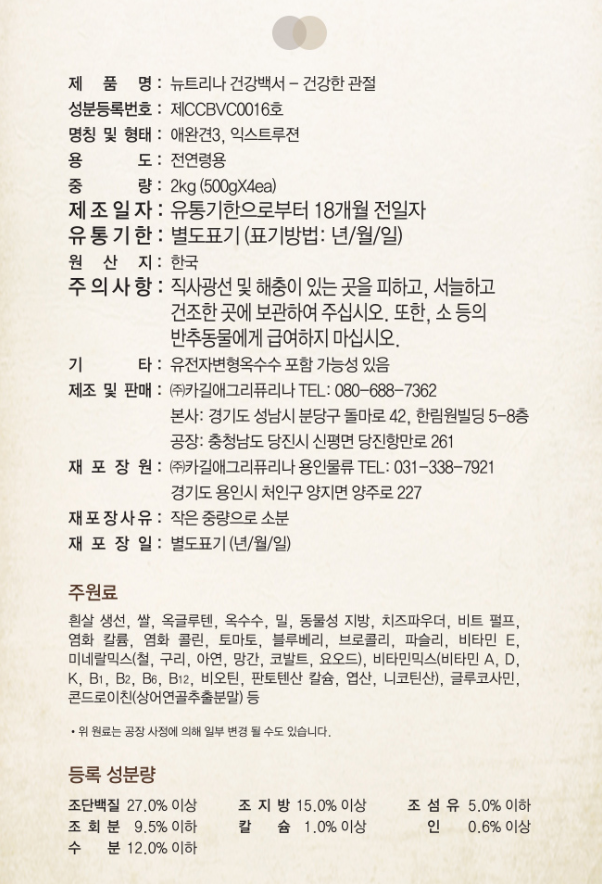 제 품 명 : 뉴트리나 건강백서 - 건강한 관절
성분등록번호 : 제CCBVC0016호
명칭 및 형태 : 애완견3, 익스트루젼
용 도 : 전연령용
중 량 : 2kg (500gX4ea)
제조일자 : 유통기한으로부터 18개월 전일자
유통기한 : 별도표기 (표기방법: 년/월/일)
원 산 지 : 한국
주의사항 : 직사광선 및 해충이 있는 곳을 피하고, 서늘하고
건조한 곳에 보관하여 주십시오. 또한, 소 등의
반추동물에게 급여하지 마십시오.
기 타 : 유전자변형옥수수 포함 가능성 있음
제조 및 판매 : ㈜카길애그리퓨리나 TEL: 080-688-7362
본사: 경기도 성남시 분당구 돌마로 42, 한림원빌딩 5-8층
공장: 충청남도 당진시 신평면 당진항만로 261
재 포 장 원 : ㈜카길애그리퓨리나 용인물류 TEL: 031-338-7921
경기도 용인시 처인구 양지면 양주로 227
재포장사유 : 작은 중량으로 소분
재 포 장 일 : 별도표기 (년/월/일)
주원료
흰살 생선, 쌀, 옥글루텐, 옥수수, 밀, 동물성 지방, 치즈파우더, 비트 펄프,
염화 칼륨, 염화 콜린, 토마토, 블루베리, 브로콜리, 파슬리, 비타민 E,
미네랄믹스(철, 구리, 아연, 망간, 코발트, 요오드), 비타민믹스(비타민 A, D,
K, B1, B2, B6, B12, 비오틴, 판토텐산 칼슘, 엽산, 니코틴산), 글루코사민,
콘드로이친(상어연골추출분말) 등
• 위 원료는 공장 사정에 의해 일부 변경 될 수도 있습니다.
등록 성분량
조단백질 27.0% 이상 조 지 방 15.0% 이상 조 섬 유 5.0% 이하
조 회 분 9.5% 이하 칼 슘 1.0% 이상 인 0.6% 이상
수 분 12.0% 이하